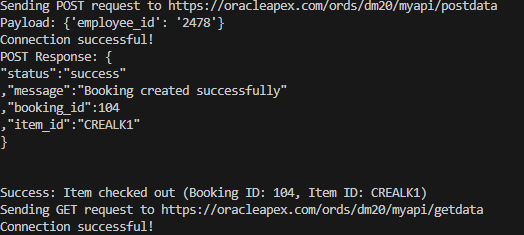 Sending POST request to https://oracleapex.com/ords/dm20/myapi/postdata
Payload: {'employee_id': '2478'}
Connection successful!
POST Response: {
"status":"success"
,"message":"Booking created successfully"
,"booking_id":104
,"item_id":"CREALK1"
}
Success: Item checked out (Booking ID: 104, Item ID: CREALK1)
Sending GET request to https://oracleapex.com/ords/dm20/myapi/getdata
Connection successful!